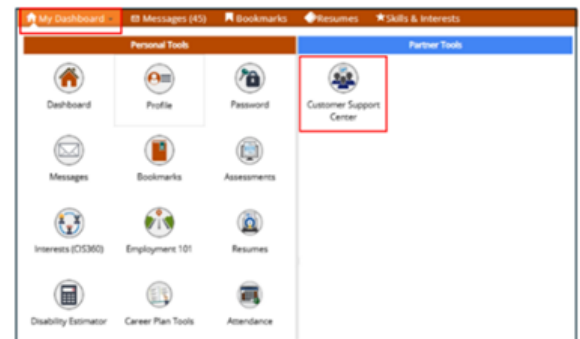 My Dashboard Messages (45) Bookmarks Resumes Skills & Interests
Personal Tools
Partner Tools
Dashboard Profile Password
Customer Support
Center
Messages Bookmarks Assessments
Interests (CIS360) Employment 101 Resumes
Disability Estimator Career Plan Tools Attendance